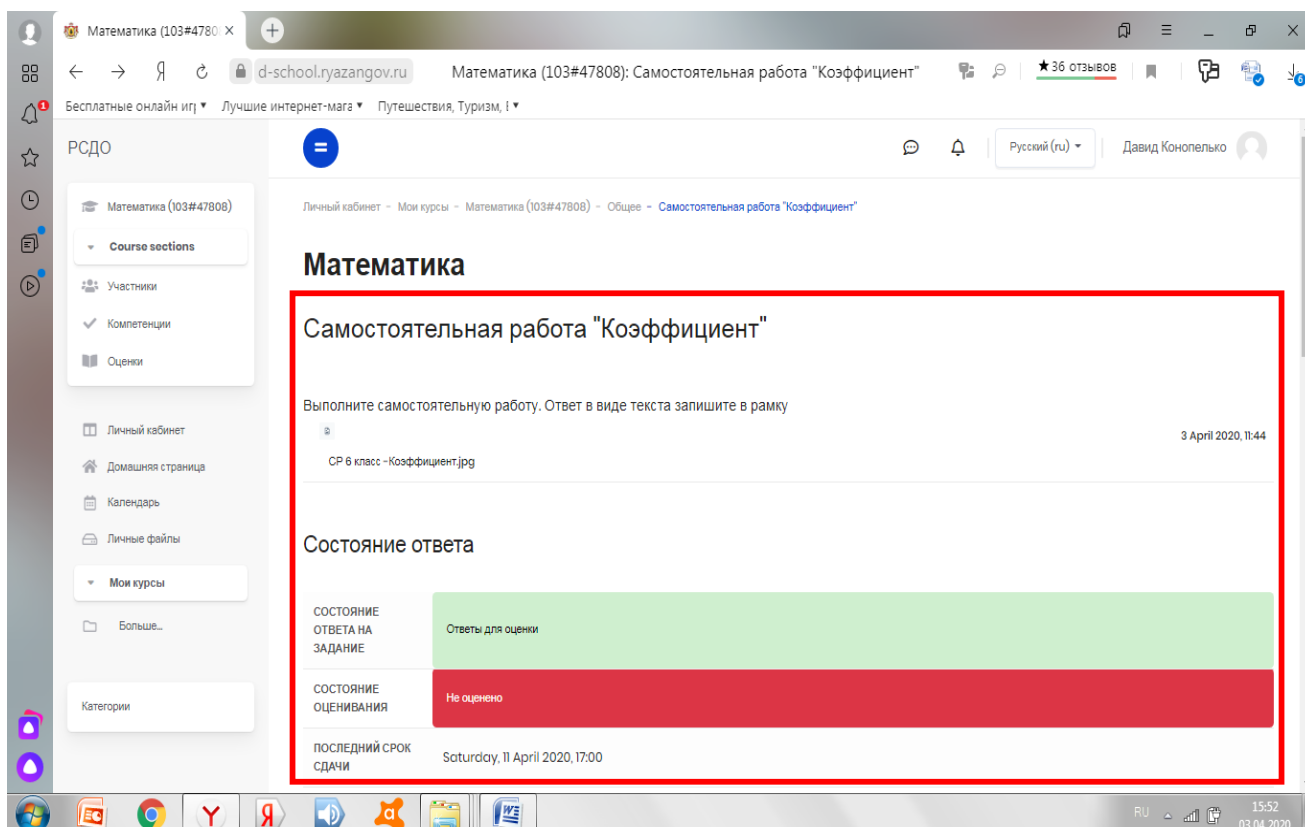 Математика (103#4780
d-school.ryazangov.ru Математика (103#47808): Самостоятельная работа "Коэффициент" ★36 отзывов
Бесплатные онлайн игр Лучшие интернет-мага Путешествия, Туризм,
РСДО
Русский (ru)
Давид Конопелько
Математика (103#47808)
Course sections
Участники
Компетенции
Оценки
Личный кабинет
Домашняя страница
Календарь
Личные файлы
Мои курсы
Больше...
Категории
Личный кабинет - Мои курсы - Математика (103#47808) - Общее - Самостоятельная работа "Коэффициент"
Математика
Самостоятельная работа "Коэффициент"
Выполните самостоятельную работу. Ответ в виде текста запишите в рамку
3 April 2020, 11:44
СР 6 класс -Коэффициент.jpg
Состояние ответа
СОСТОЯНИЕ
ОТВЕТА НА
ЗАДАНИЕ
Ответы для оценки
СОСТОЯНИЕ
ОЦЕНИВАНИЯ
Не оценено
ПОСЛЕДНИЙ СРОК
СДАЧИ
Saturday, 11 April 2020, 17:00
RU
15:52
03.04.2020